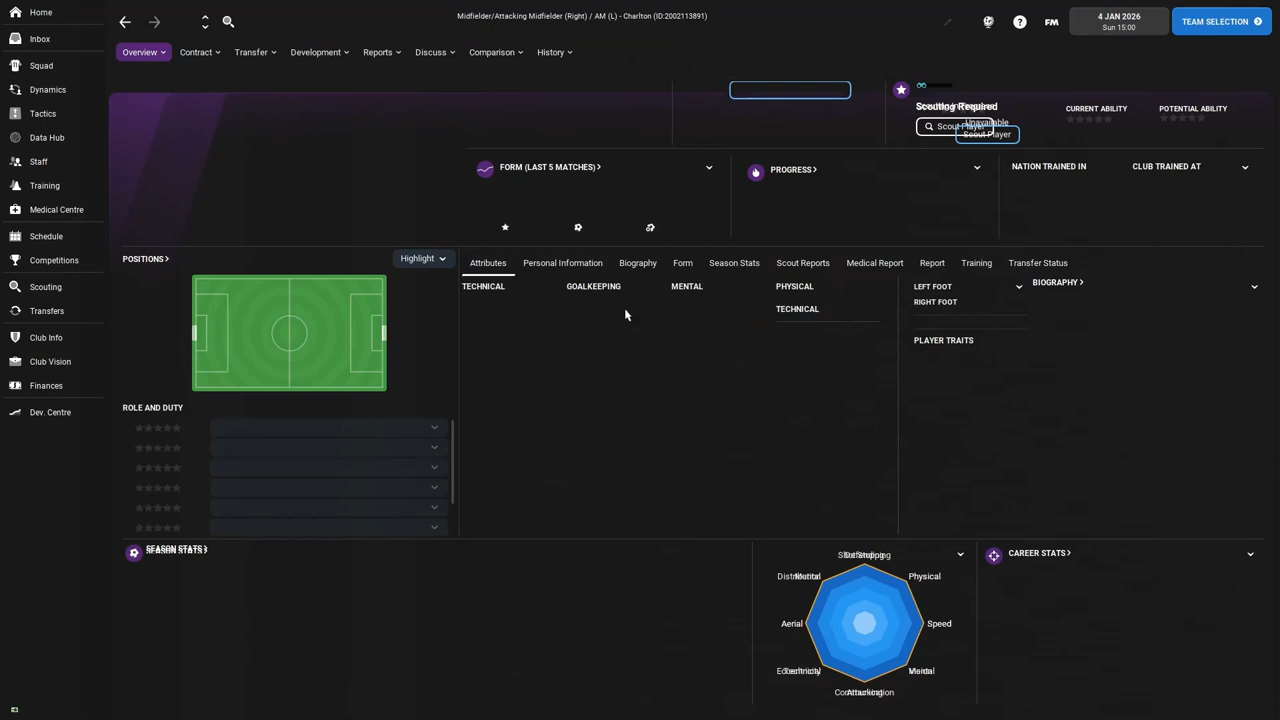 Home
Midfielder/Attacking Midfielder (Right) / AM (L) - Charlton (ID:2002113891)
?
FM
4 JAN 2026
Sun 15:00
TEAM SELECTION
Inbox
Squad
Dynamics
Tactics
Data Hub
Staff
Training
Medical Centre
Schedule
Competitions
Scouting
Transfers
Club Info
Club Vision
Finances
Dev. Centre
Overview
Contract
Transfer
Development
Reports
Discuss
Comparison
History
Scouting Required
Unavailable
Scout Player
Scout Player
CURRENT ABILITY
POTENTIAL ABILITY
FORM (LAST 5 MATCHES)
PROGRESS
NATION TRAINED IN
CLUB TRAINED AT
POSITIONS
Highlight
Attributes
Personal Information
Biography
Form
Season Stats
Scout Reports
Medical Report
Report
Training
Transfer Status
TECHNICAL
GOALKEEPING
MENTAL
PHYSICAL
TECHNICAL
LEFT FOOT
RIGHT FOOT
PLAYER TRAITS
BIOGRAPHY
ROLE AND DUTY
SEASON STATS
Physical
Aerial
Speed
CAREER STATS